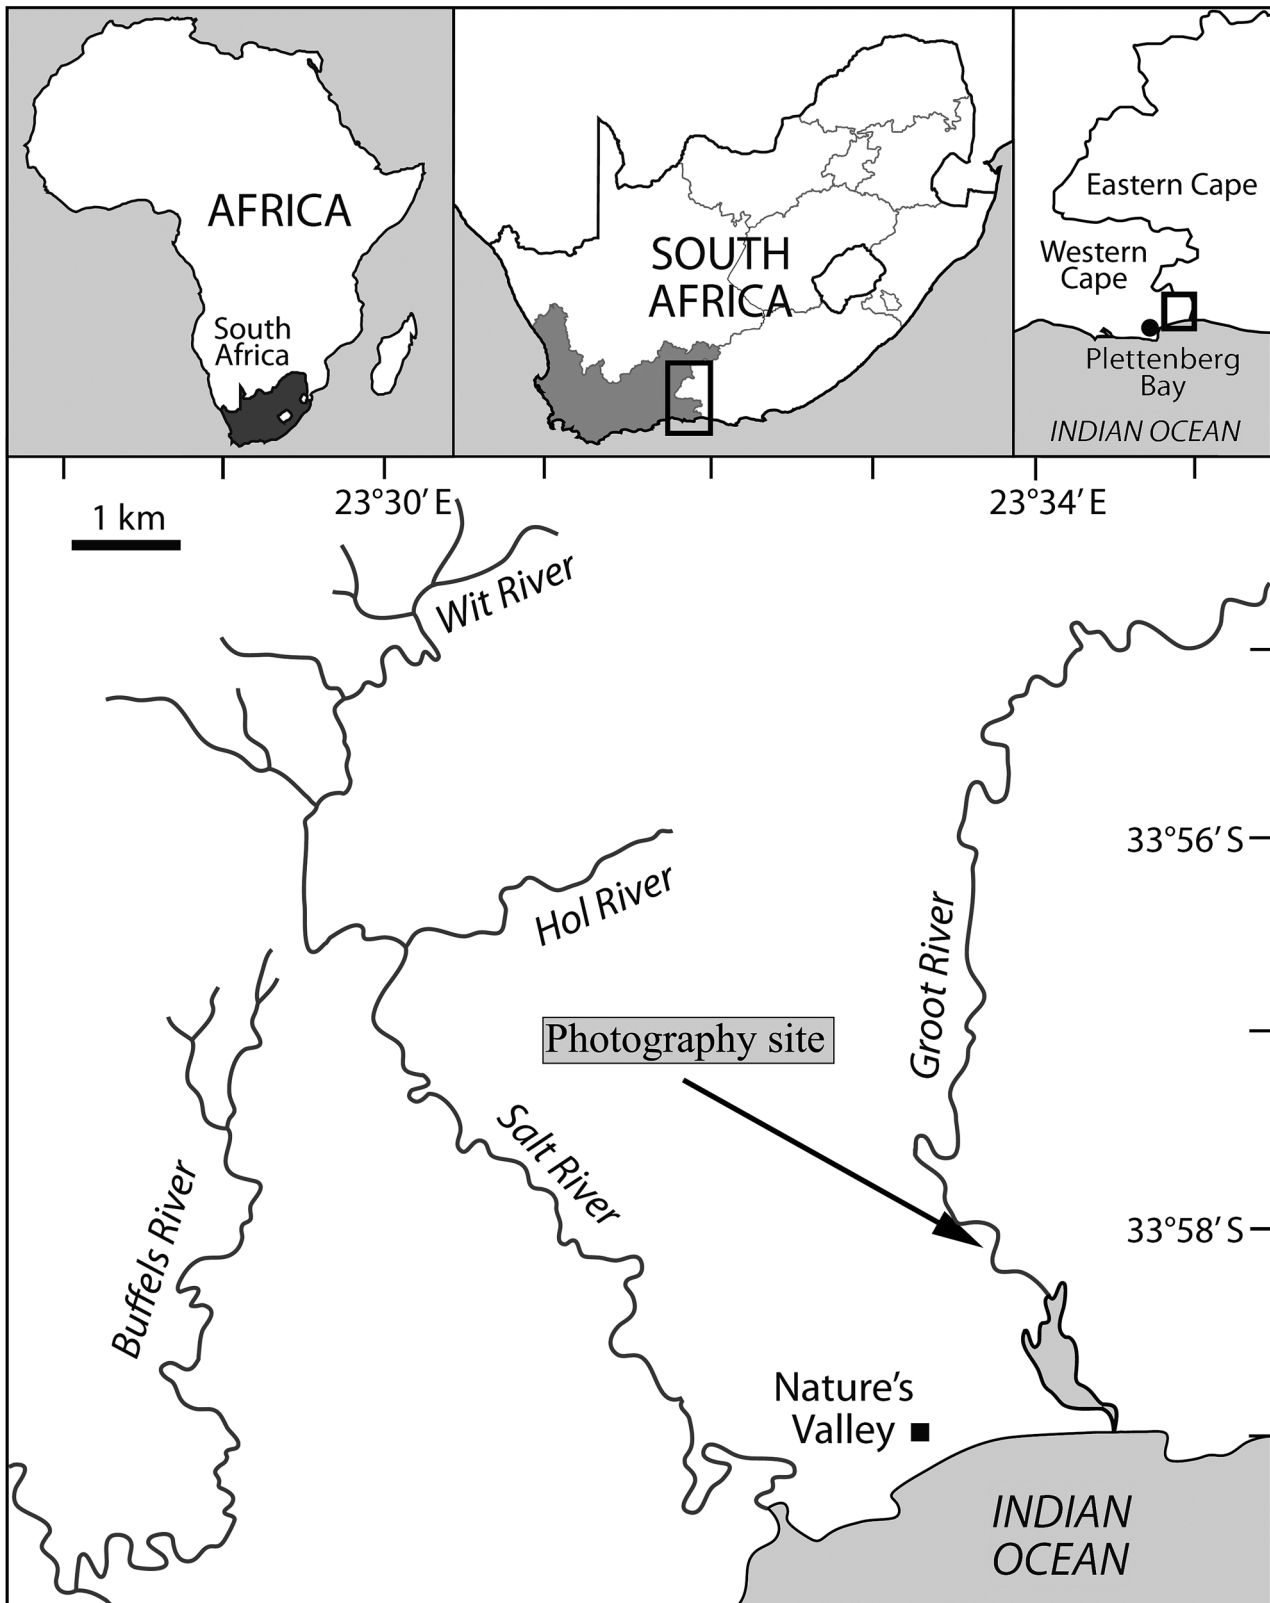 AFRICA
South
Africa
SOUTH
AFRICA
Eastern Cape
Western
Cape
Plettenberg
Bay
INDIAN OCEAN
23°30′ E
23°34′ E
1 km
Wit River
33°56′ S
Hol River
Groot River
Photography site
Salt River
Buffels River
33°58′ S
Nature’s
Valley
INDIAN
OCEAN